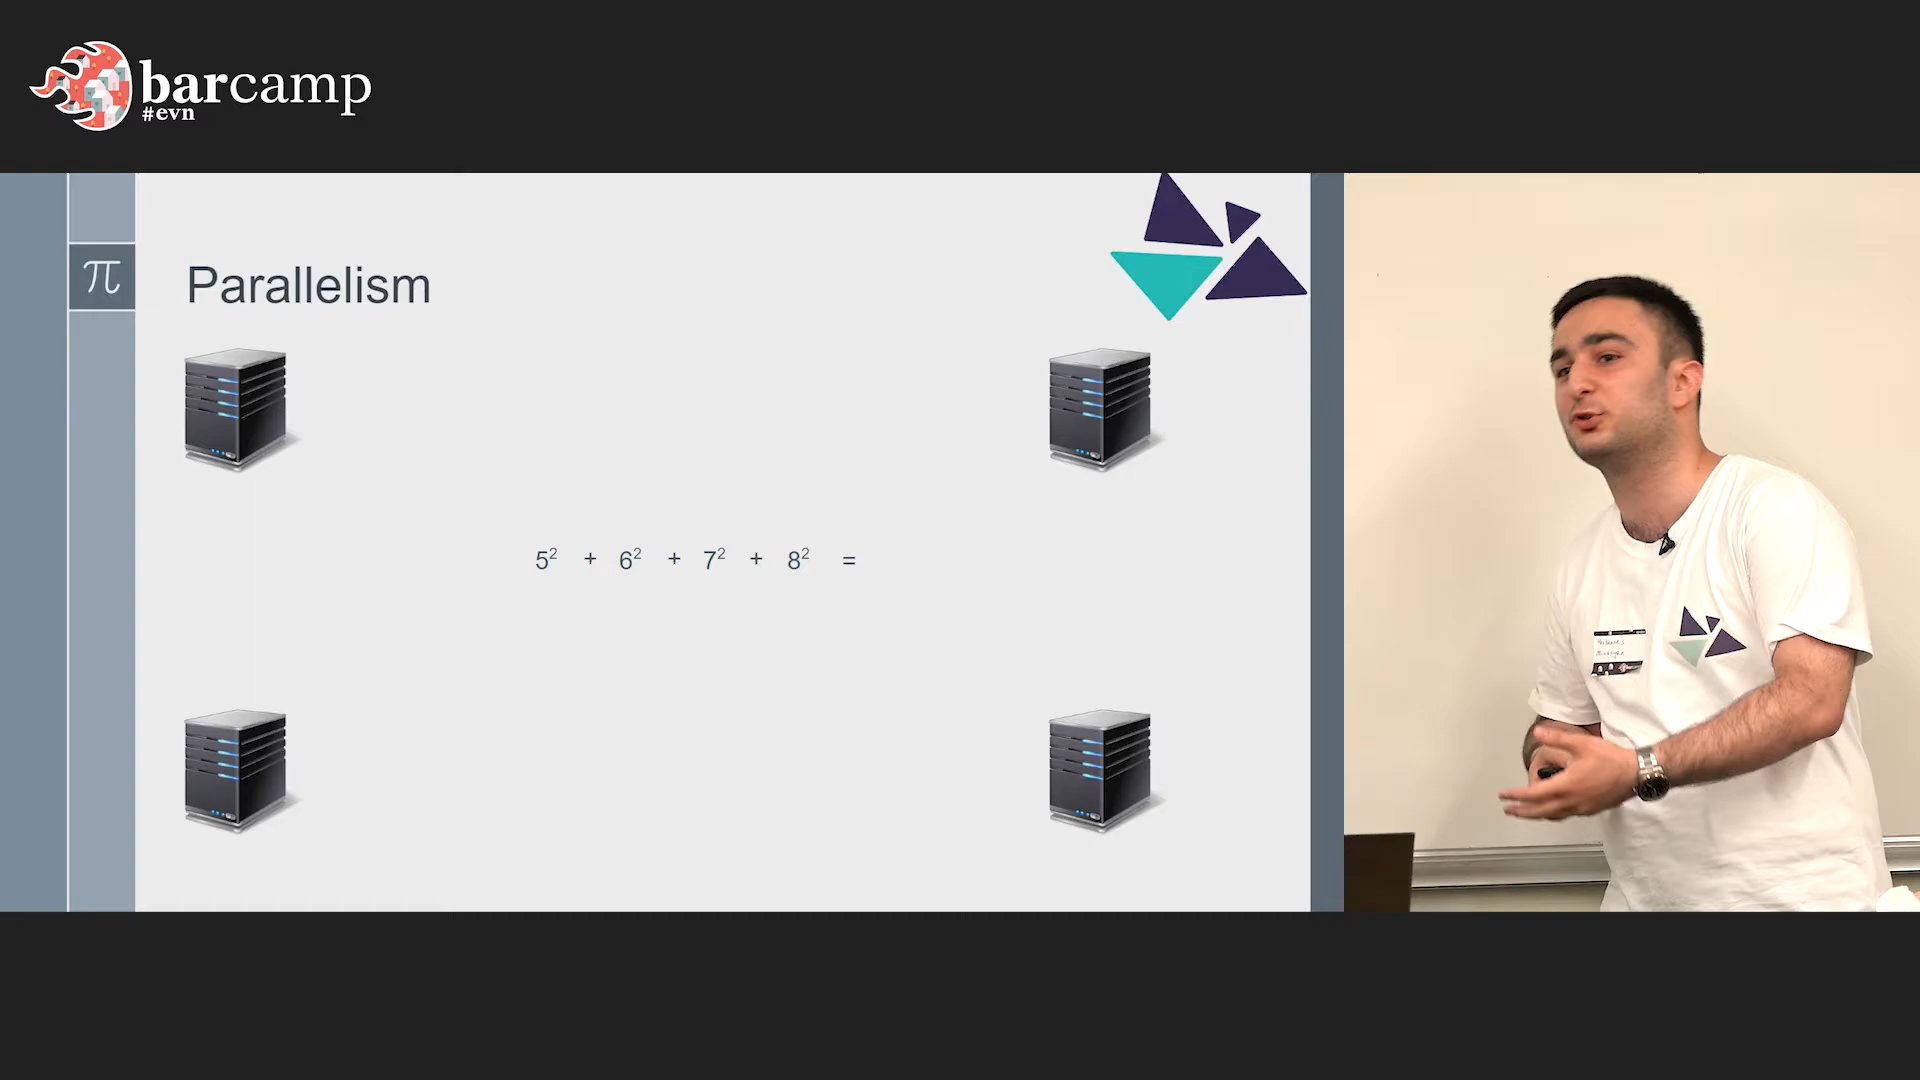 barcamp
#evn
π
Parallelism
5² + 6² + 7² + 8² =